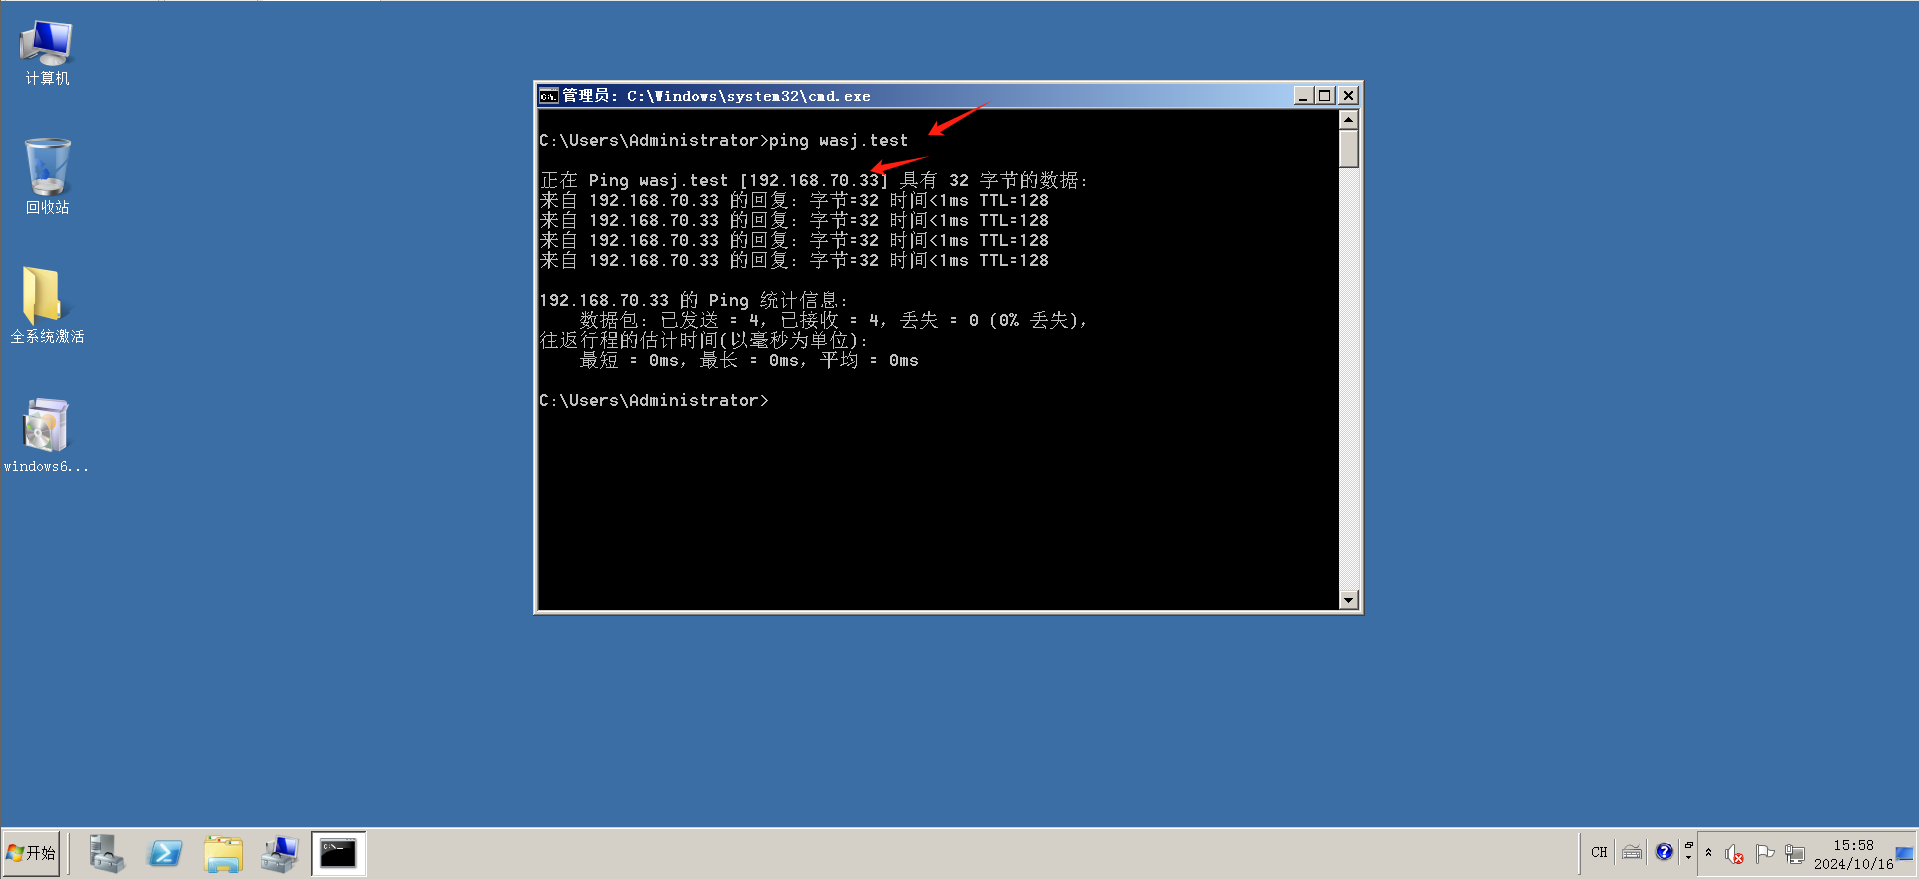 计算机
回收站
全系统激活
windows6...
管理员: C:\Windows\system32\cmd.exe
C:\Users\Administrator>ping wasj.test
正在 Ping wasj.test [192.168.70.33] 具有 32 字节的数据:
来自 192.168.70.33 的回复: 字节=32 时间<1ms TTL=128
来自 192.168.70.33 的回复: 字节=32 时间<1ms TTL=128
来自 192.168.70.33 的回复: 字节=32 时间<1ms TTL=128
来自 192.168.70.33 的回复: 字节=32 时间<1ms TTL=128
192.168.70.33 的 Ping 统计信息:
数据包: 已发送 = 4, 已接收 = 4, 丢失 = 0 (0% 丢失),
往返行程的估计时间(以毫秒为单位):
最短 = 0ms, 最长 = 0ms, 平均 = 0ms
C:\Users\Administrator>
开始
CH
15:58
2024/10/16